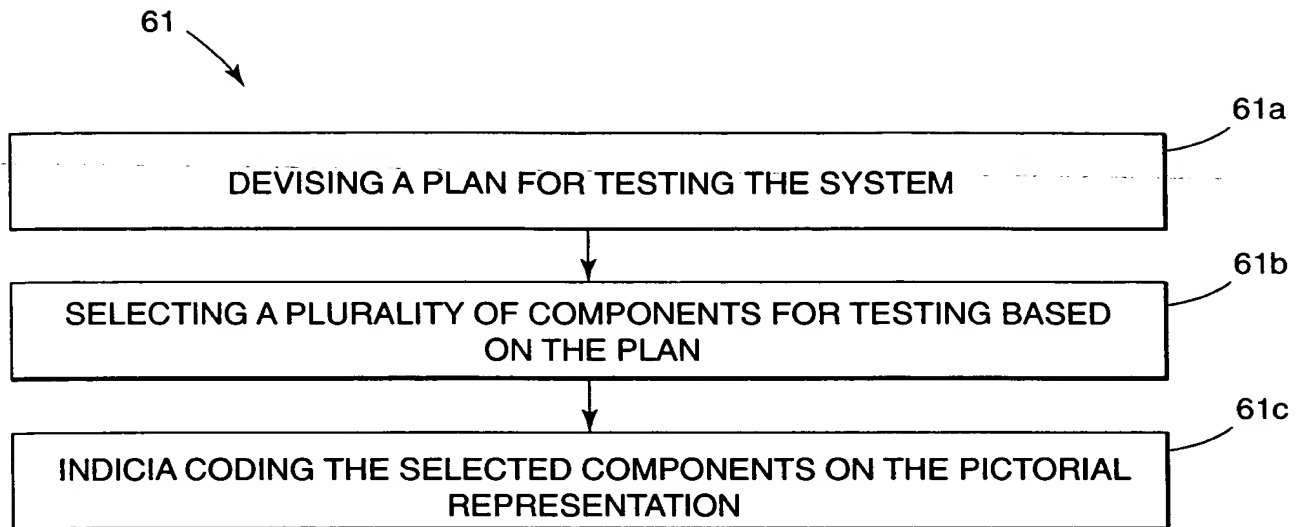 61
61a
DEVISING A PLAN FOR TESTING THE SYSTEM
61b
SELECTING A PLURALITY OF COMPONENTS FOR TESTING BASED
ON THE PLAN
61c
INDICIA CODING THE SELECTED COMPONENTS ON THE PICTORIAL
REPRESENTATION